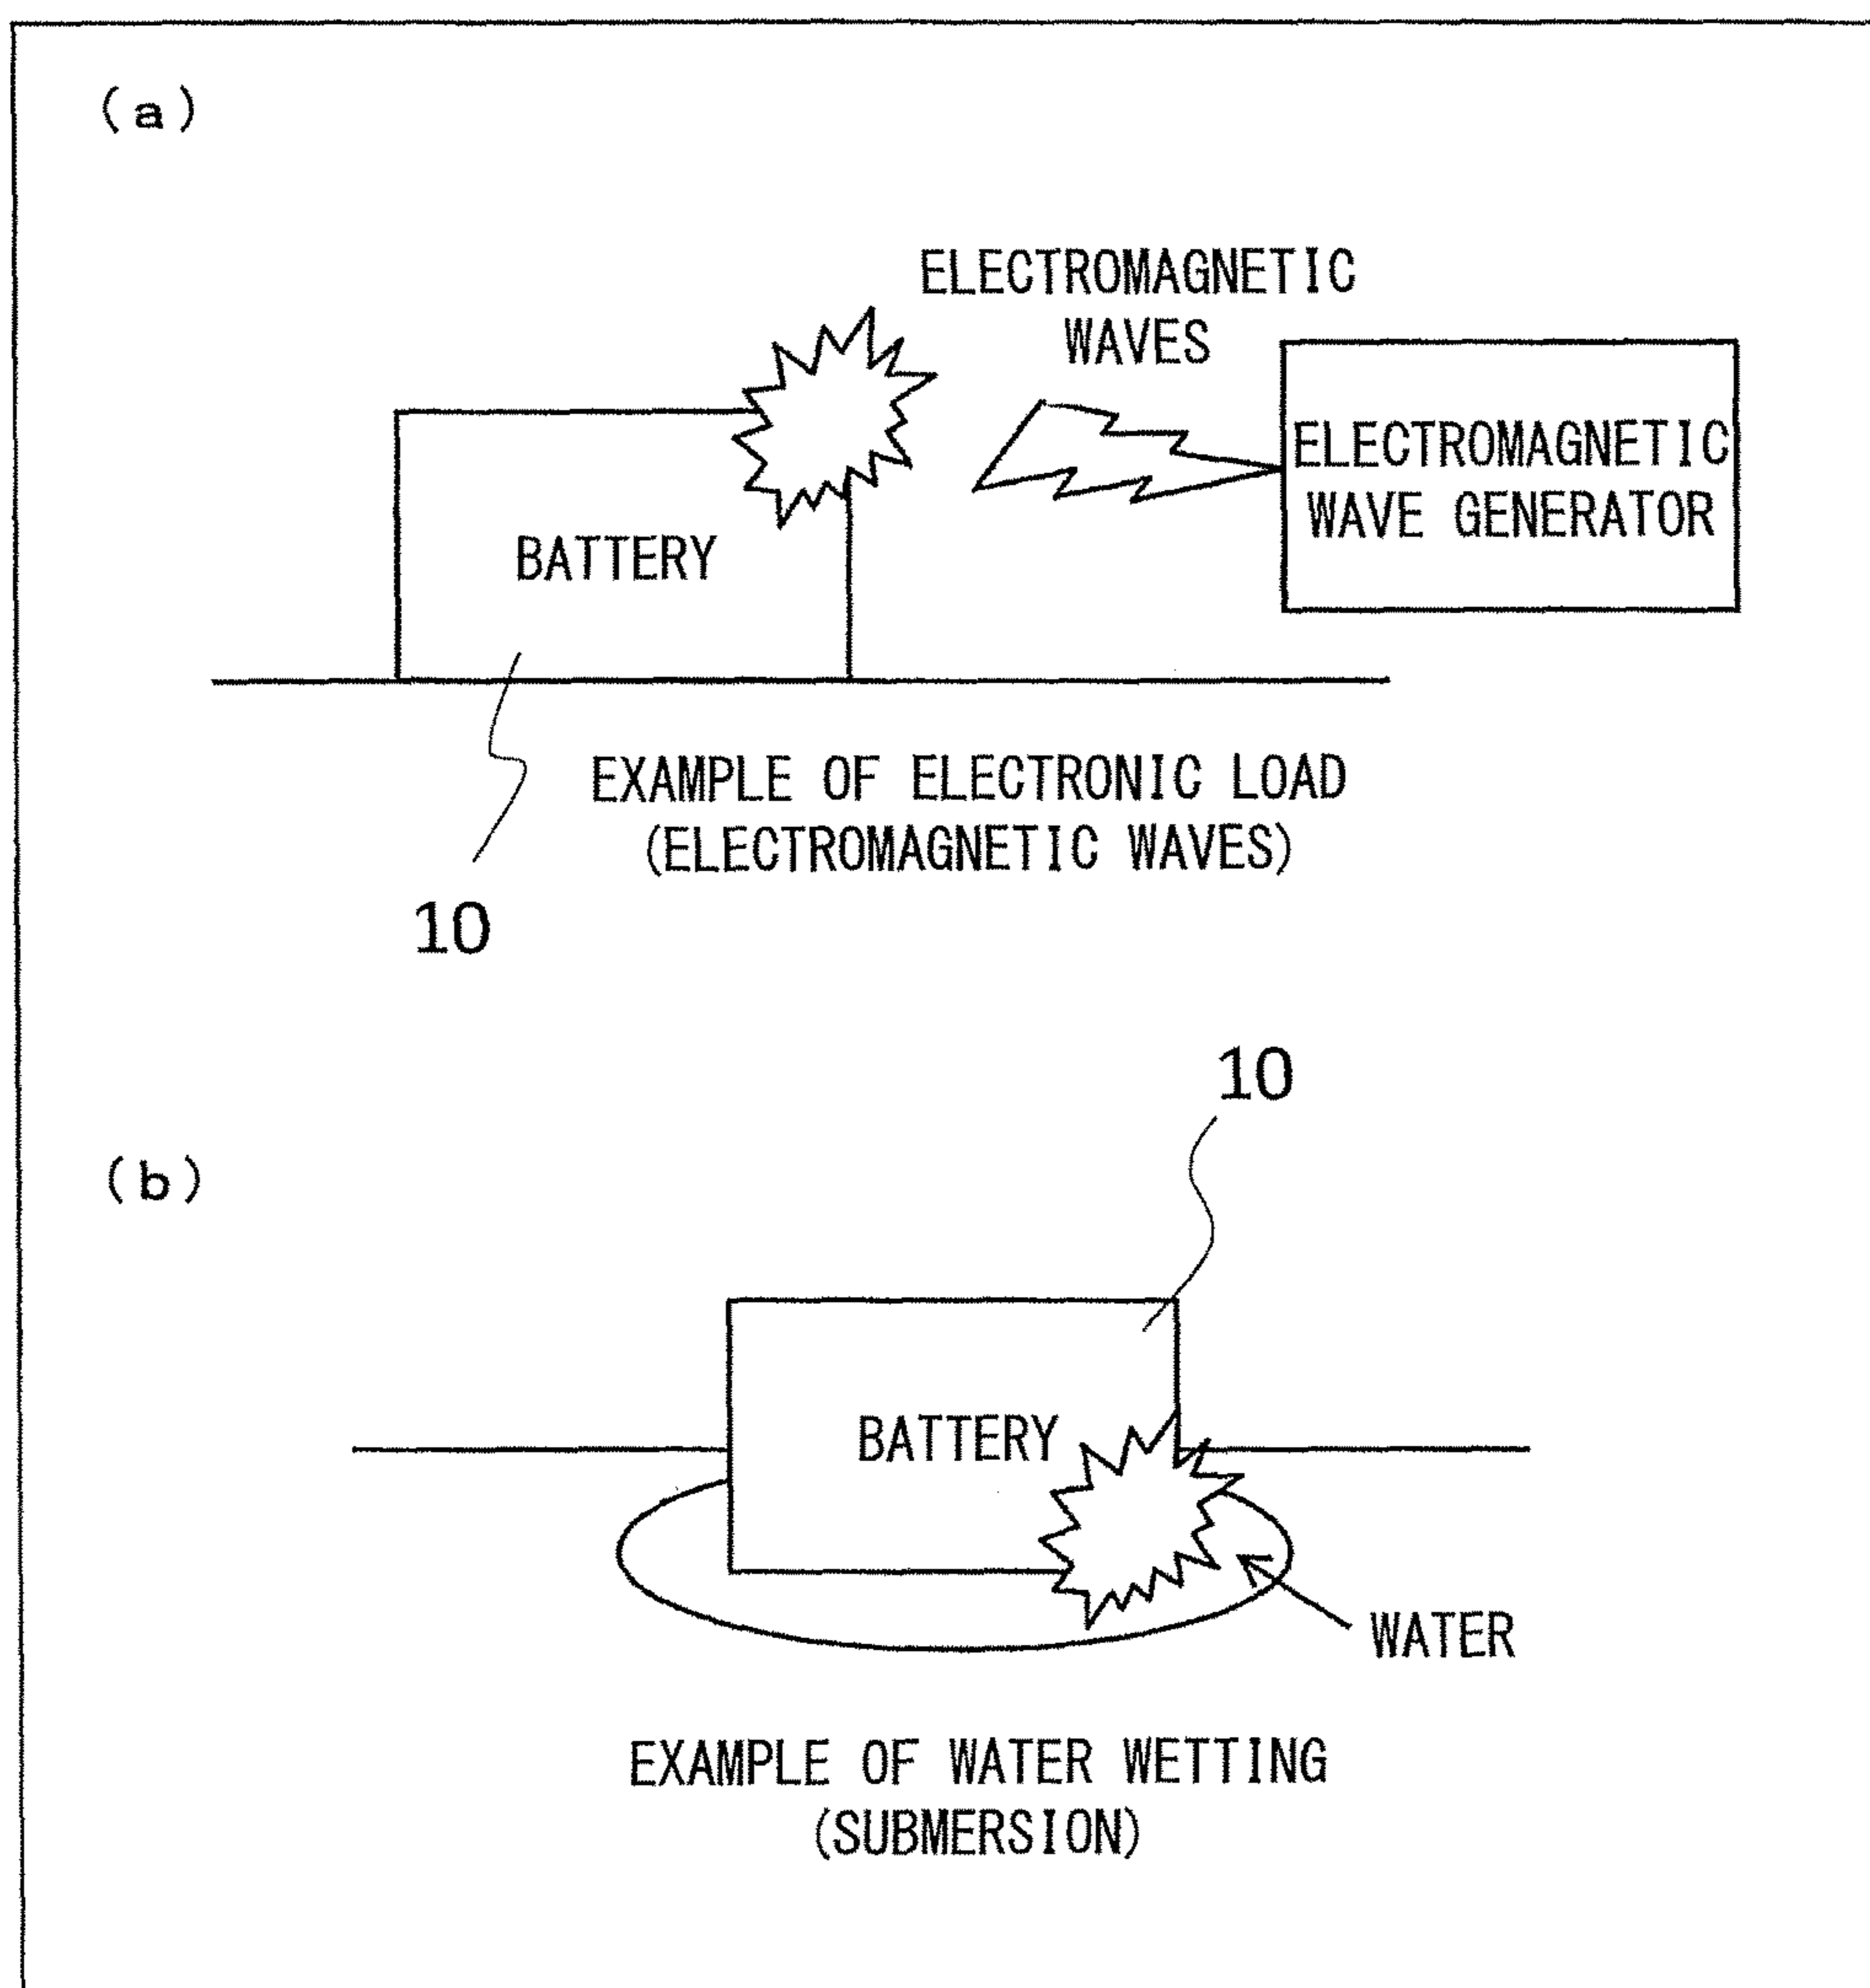 (a)
ELECTROMAGNETIC
WAVES
ELECTROMAGNETIC
WAVE GENERATOR
BATTERY
EXAMPLE OF ELECTRONIC LOAD
(ELECTROMAGNETIC WAVES)
10
10
(b)
BATTERY
WATER
EXAMPLE OF WATER WETTING
(SUBMERSION)